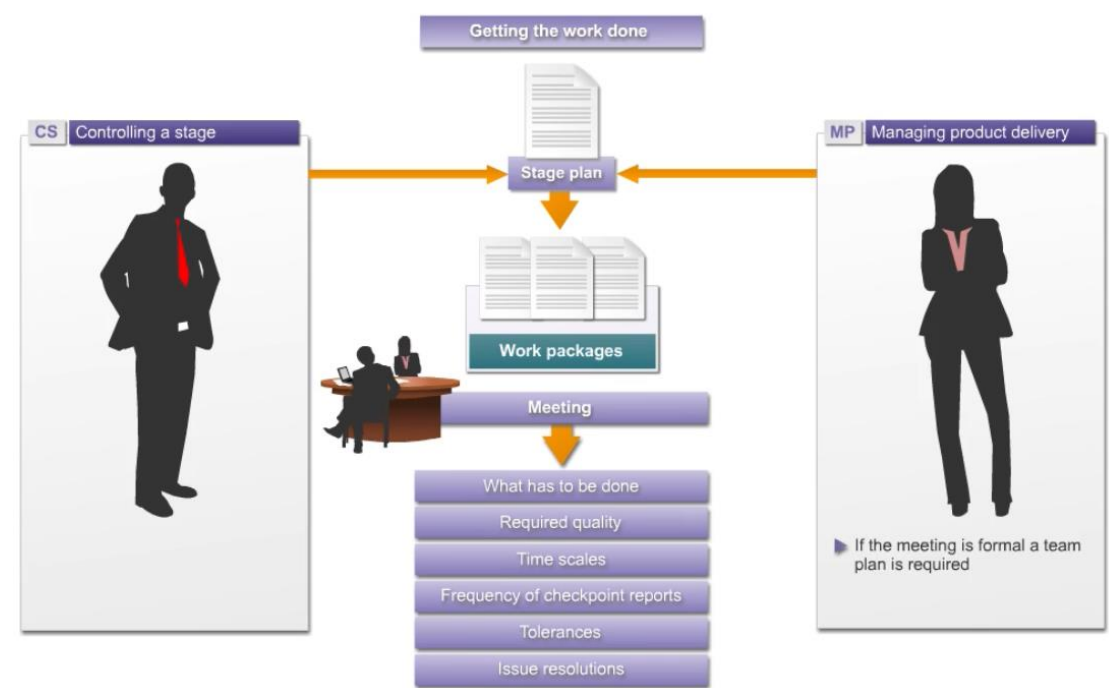 Getting the work done
CS Controlling a stage
MP Managing product delivery
Stage plan
Work packages
Meeting
What has to be done
Required quality
Time scales
Frequency of checkpoint reports
Tolerances
Issue resolutions
If the meeting is formal a team
plan is required